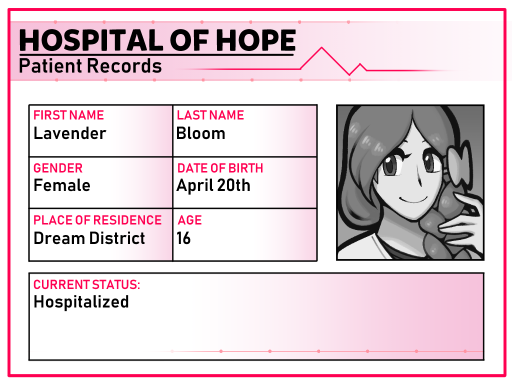 HOSPITAL OF HOPE
Patient Records
FIRST NAME
Lavender
LAST NAME
Bloom
GENDER
Female
DATE OF BIRTH
April 20th
PLACE OF RESIDENCE
Dream District
AGE
16
CURRENT STATUS:
Hospitalized